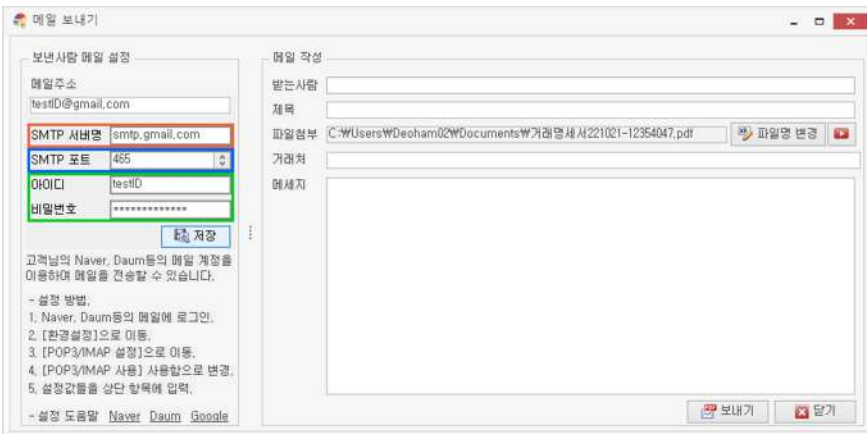 메일 보내기
보낸사람 메일 설정
메일주소
testID@gmail.com
SMTP 서버명 smtp.gmail.com
SMTP 포트 465
아이디 testID
비밀번호 *************
저장
고객님의 Naver, Daum등의 메일 계정을
이용하여 메일을 전송할 수 있습니다.
- 설정 방법.
1. Naver, Daum등의 메일에 로그인.
2. [환경설정]으로 이동.
3. [POP3/IMAP 설정]으로 이동.
4. [POP3/IMAP 사용] 사용함으로 변경.
5. 설정값들을 상단 항목에 입력.
- 설정 도움말 Naver Daum Google
메일 작성
받는사람
제목
파일첨부 C:₩Users₩Deoham02₩Documents₩거래명세서221021-12354047.pdf 파일명 변경
거래처
메세지
보내기 닫기